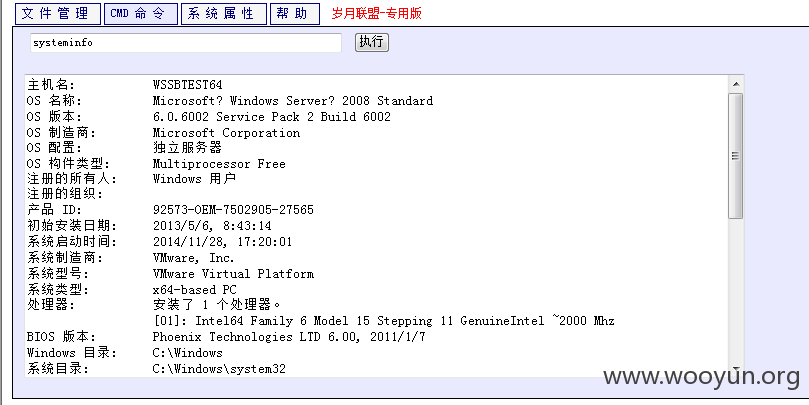 文件管理 CMD命令 系统属性 帮助 岁月联盟-专用版
systeminfo 执行
主机名: WSSBTEST64
OS 名称: Microsoft? Windows Server? 2008 Standard
OS 版本: 6.0.6002 Service Pack 2 Build 6002
OS 制造商: Microsoft Corporation
OS 配置: 独立服务器
OS 构件类型: Multiprocessor Free
注册的所有人: Windows 用户
注册的组织:
产品 ID: 92573-OEM-7502905-27565
初始安装日期: 2013/5/6, 8:43:14
系统启动时间: 2014/11/28, 17:20:01
系统制造商: VMware, Inc.
系统型号: VMware Virtual Platform
系统类型: x64-based PC
处理器: 安装了 1 个处理器。
[01]: Intel64 Family 6 Model 15 Stepping 11 GenuineIntel ~2000 Mhz
BIOS 版本: Phoenix Technologies LTD 6.00, 2011/1/7
Windows 目录: C:\Windows
系统目录: C:\Windows\system32
www.wooyun.org